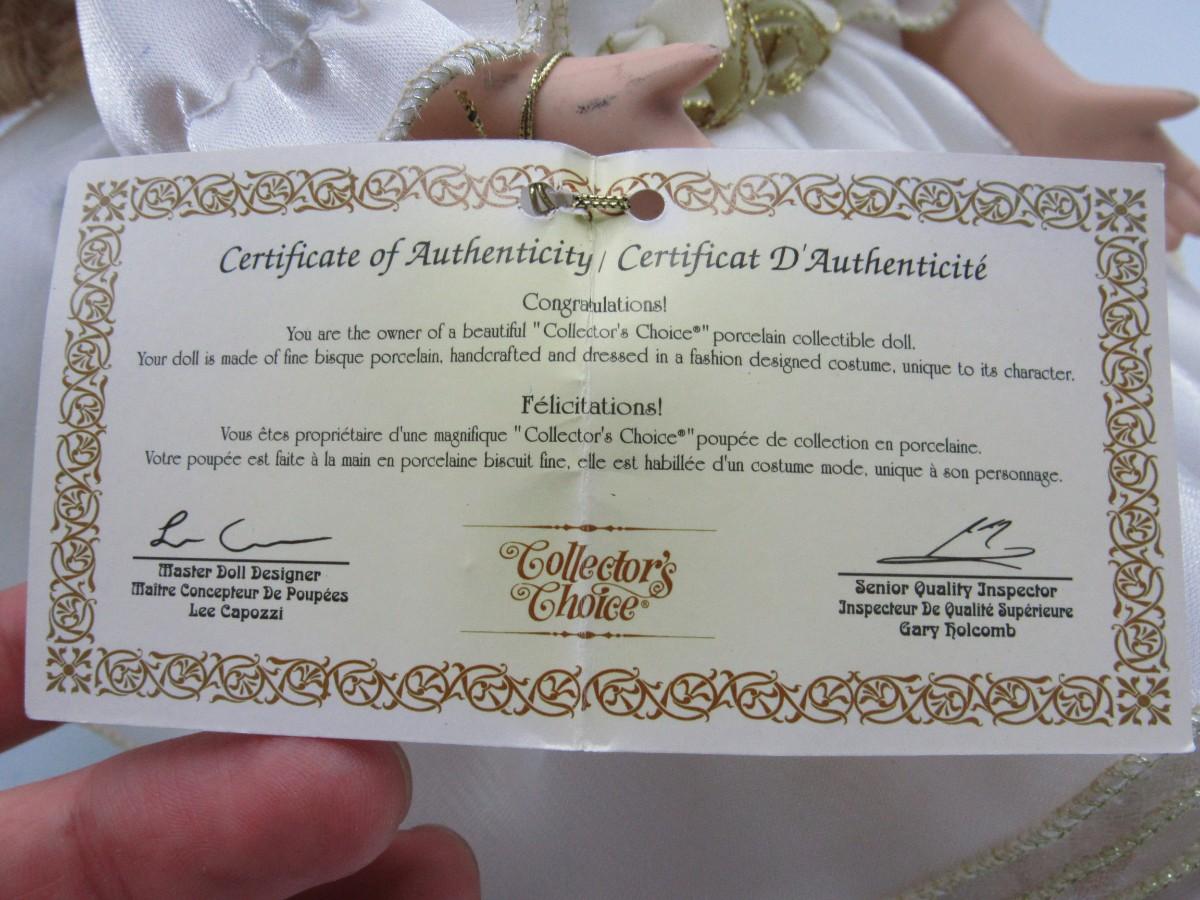 Certificate of Authenticity / Certificat D'Authenticité
Congratulations!
You are the owner of a beautiful "Collector's Choice®" porcelain collectible doll.
Your doll is made of fine bisque porcelain, handcrafted and dressed in a fashion designed costume, unique to its character.
Félicitations!
Vous êtes propriétaire d'une magnifique "Collector's Choice®" poupée de collection en porcelaine.
Votre poupée est faite à la main en porcelaine biscuit fine, elle est habillée d'un costume mode, unique à son personnage.
Master Doll Designer
Maître Concepteur De Poupées
Lee Capozzi
Collector's
Choice®
Senior Quality Inspector
Inspecteur De Qualité Supérieure
Gary Holcomb